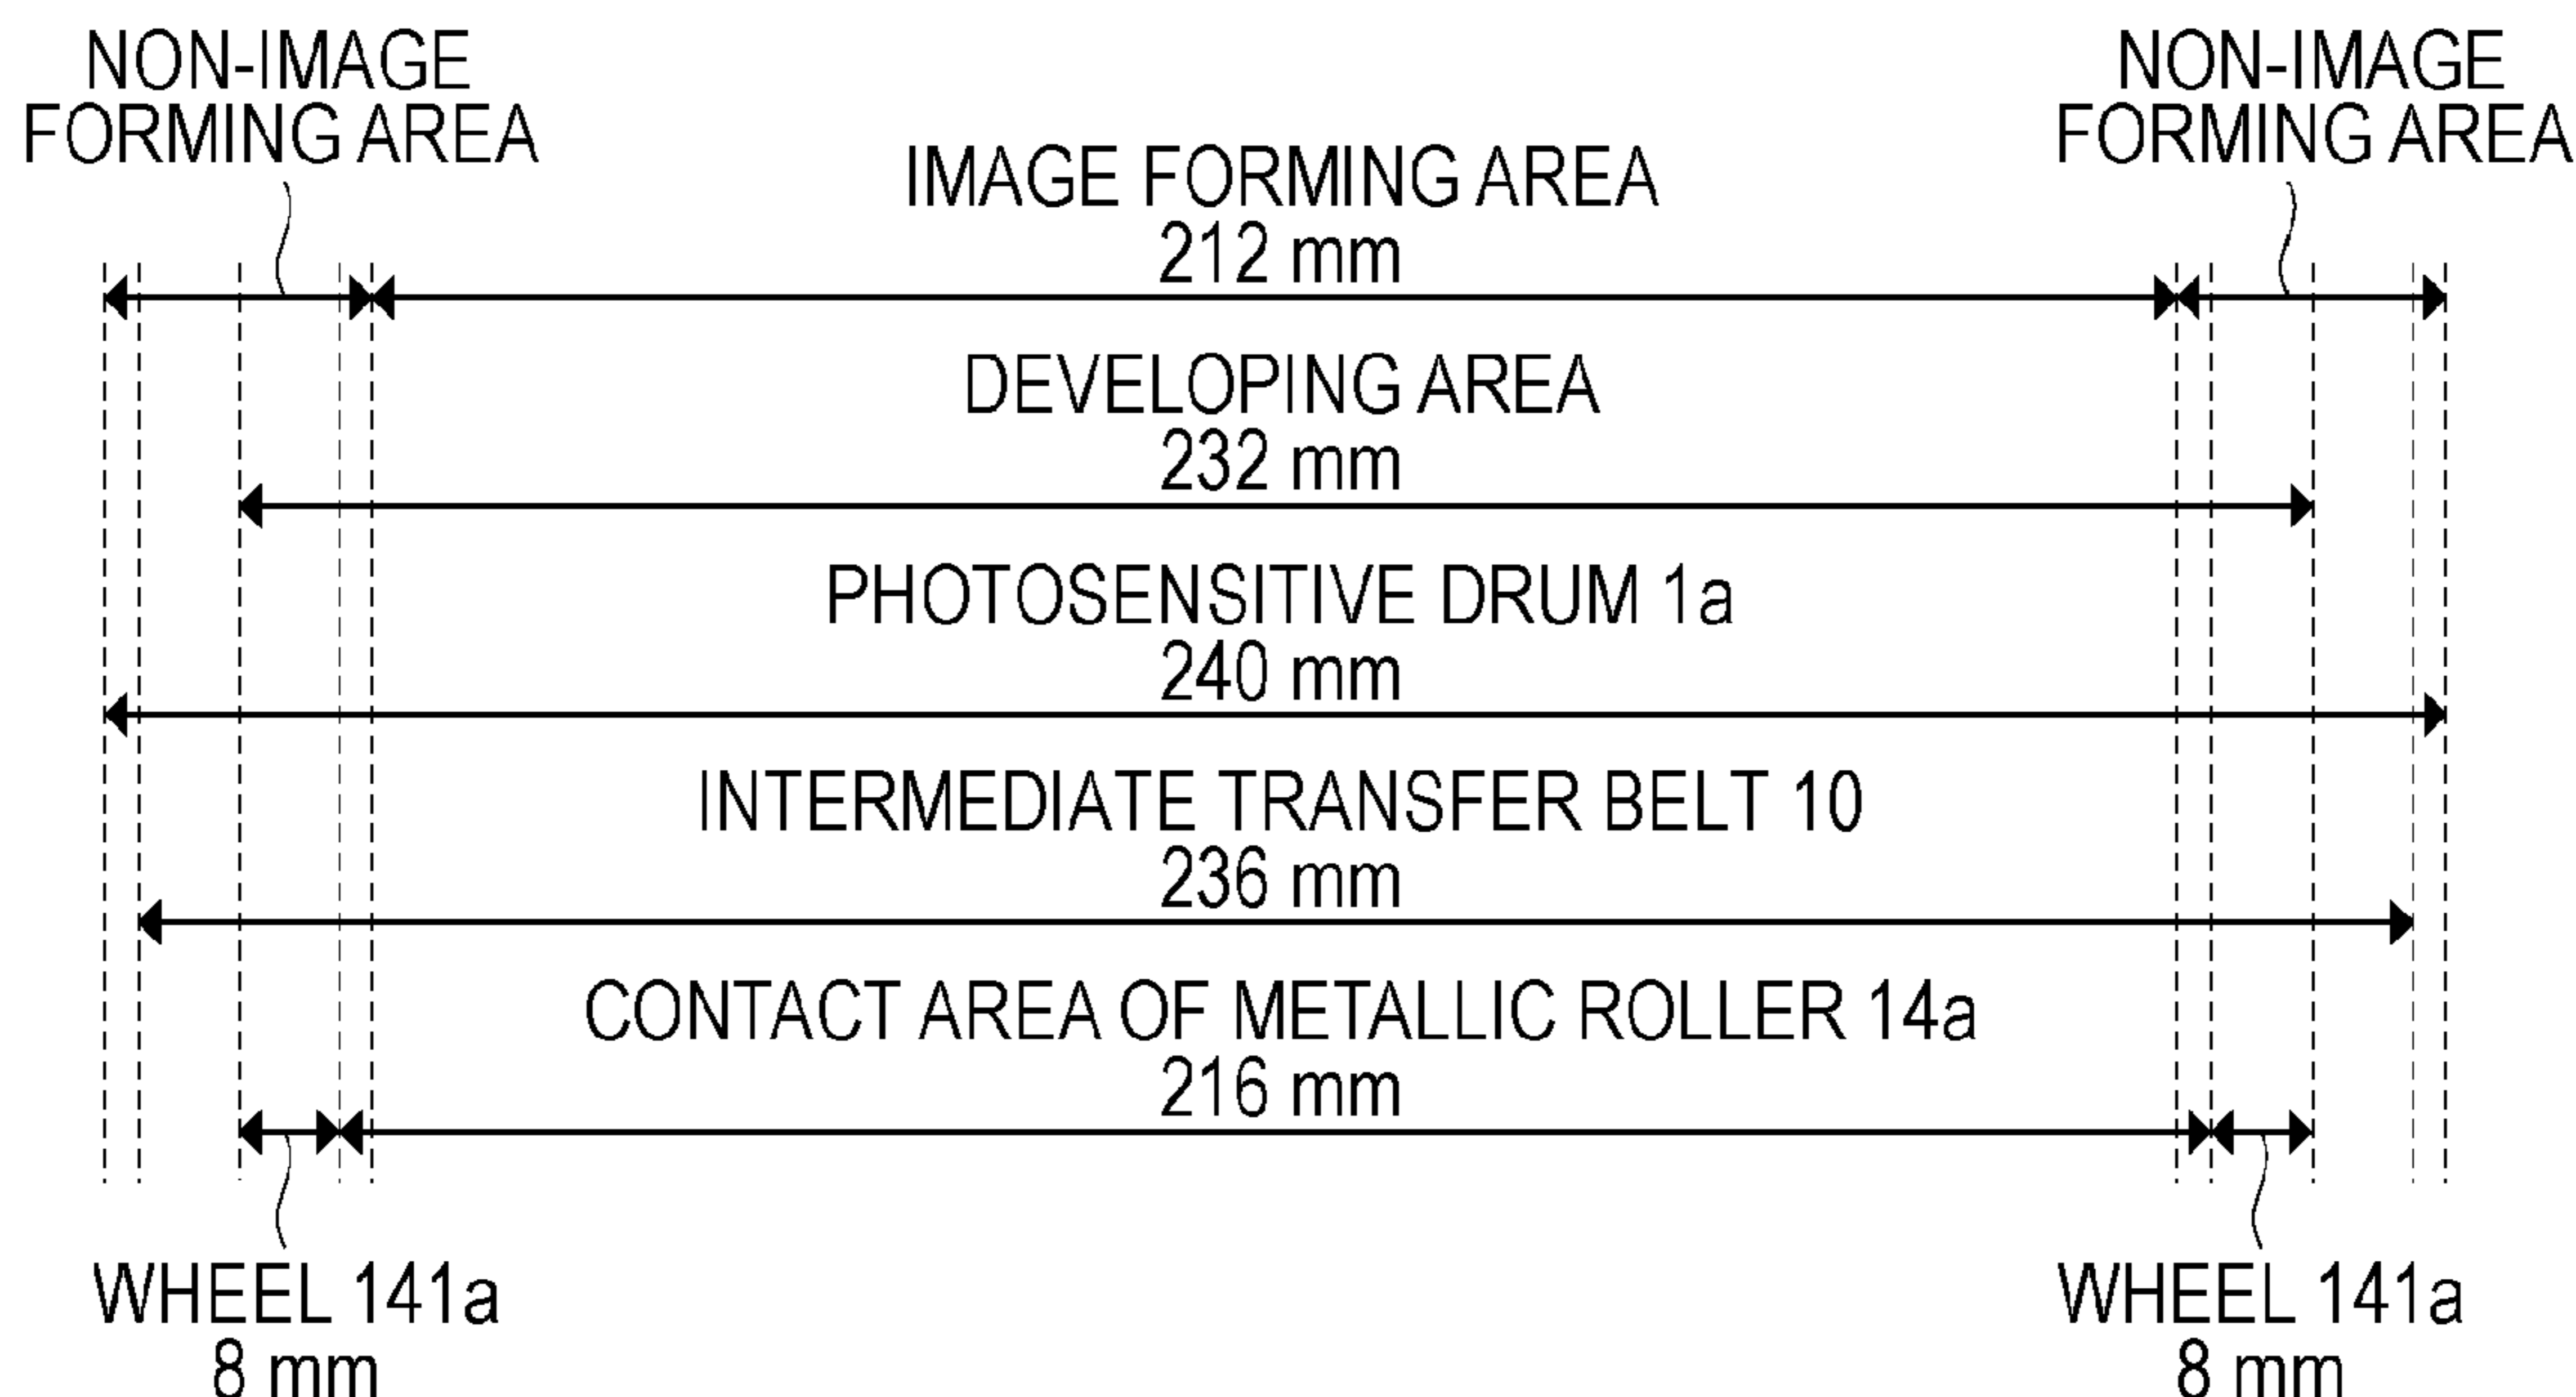 NON-IMAGE
FORMING AREA
NON-IMAGE
FORMING AREA
IMAGE FORMING AREA
212 mm
DEVELOPING AREA
232 mm
PHOTOSENSITIVE DRUM 1a
240 mm
INTERMEDIATE TRANSFER BELT 10
236 mm
CONTACT AREA OF METALLIC ROLLER 14a
216 mm
WHEEL 141a
8 mm
WHEEL 141a
8 mm